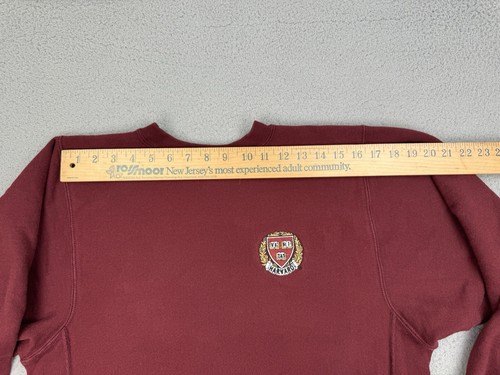 1 2 3 4 5 6 7 8 9 10 11 12 13 14 15 16 17 18 19 20 21 22 23
rossmoor New Jersey's most experienced adult community.
VE RI
TAS
HARVARD